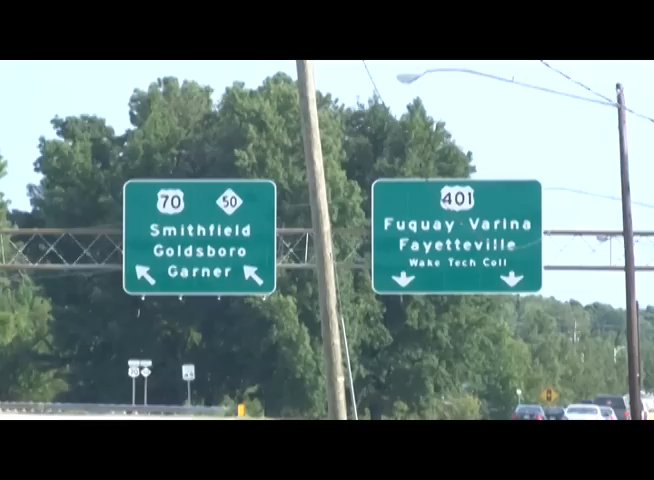 70 50
Smithfield
Goldsboro
Garner
401
Fuquay-Varina
Fayetteville
Wake Tech Coll